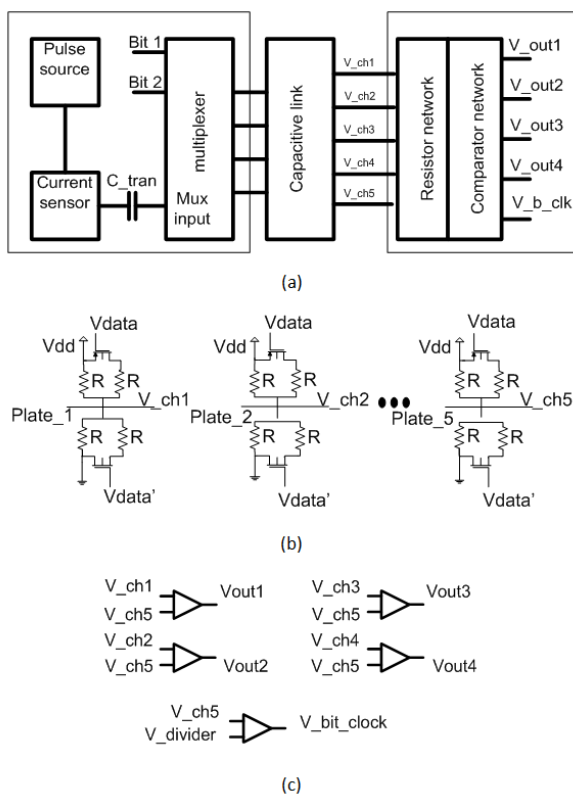 Pulse
source
Current
sensor
C_tran
Bit 1
Bit 2
multiplexer
Mux
input
Capacitive link
V_ch1
V_ch2
V_ch3
V_ch4
V_ch5
Resistor network
Comparator network
V_out1
V_out2
V_out3
V_out4
V_b_clk
(a)
Vdata Vdata Vdata
Vdd Vdd Vdd
R R R R R R
Plate_1 V_ch1 Plate_2 V_ch2 Plate_5 V_ch5
R R R R R R
Vdata' Vdata' Vdata'
(b)
V_ch1 Vout1 V_ch3 Vout3
V_ch5 V_ch5
V_ch2 V_ch4
V_ch5 Vout2 V_ch5 Vout4
V_ch5 V_bit_clock
V_divider
(c)